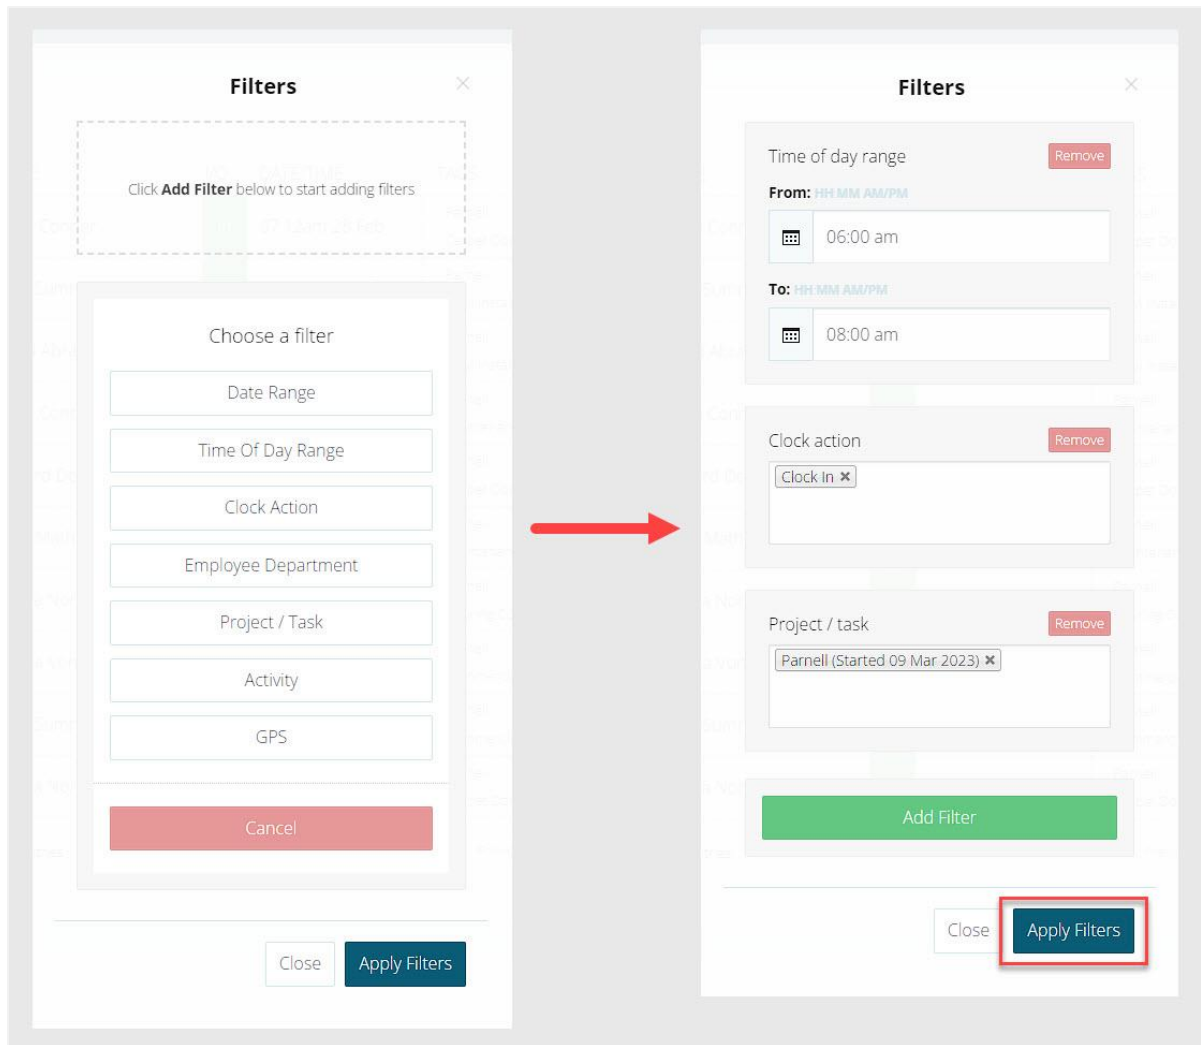 Filters
Click Add Filter below to start adding filters
Choose a filter
Date Range
Time Of Day Range
Clock Action
Employee Department
Project / Task
Activity
GPS
Cancel
Close
Apply Filters
Filters
Time of day range
Remove
From: HH:MM AM/PM
06:00 am
To: HH:MM AM/PM
08:00 am
Clock action
Remove
Clock In ×
Project / task
Remove
Parnell (Started 09 Mar 2023) ×
Add Filter
Close
Apply Filters